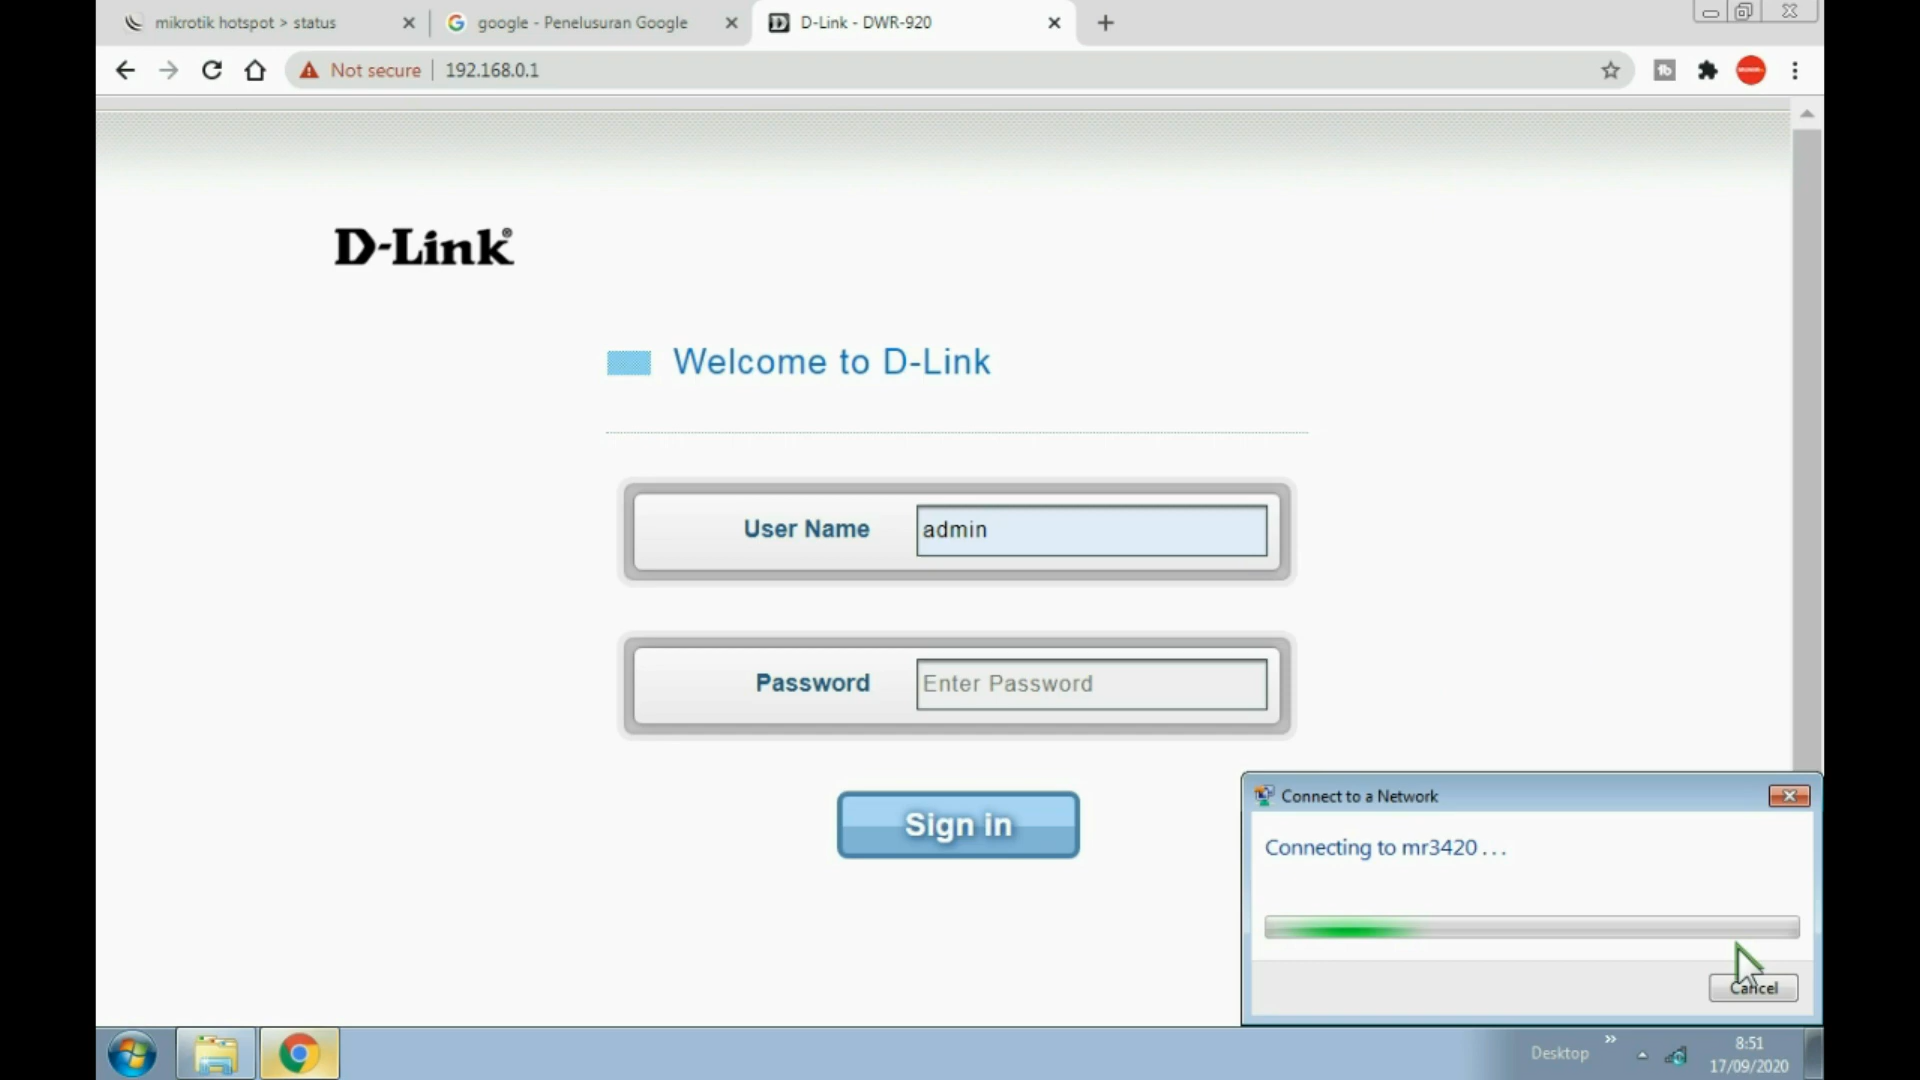 mikrotik hotspot > status
google - Penelusuran Google
D-Link - DWR-920
Not secure
192.168.0.1
D-Link®
Welcome to D-Link
User Name
admin
Password
Enter Password
Sign in
Connect to a Network
Connecting to mr3420 . . .
Cancel
Desktop
8:51
17/09/2020